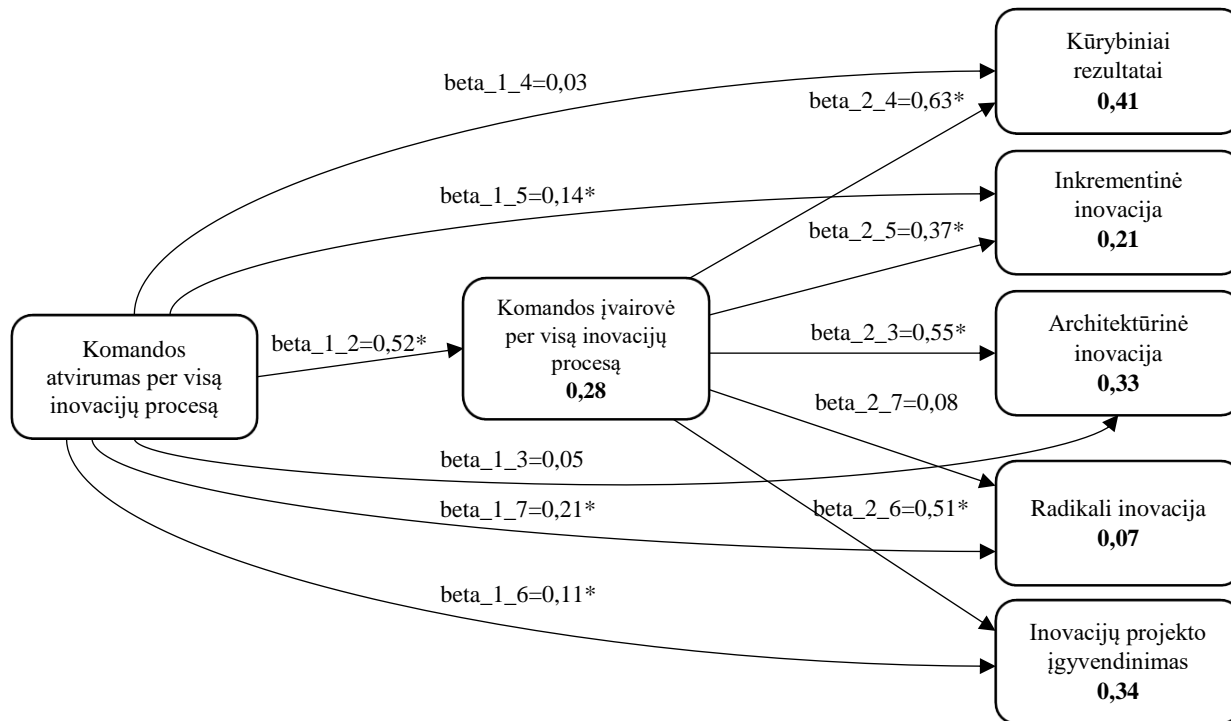 Kūrybiniai
rezultatai
0,41
beta_1_4=0,03
beta_2_4=0,63*
Inkrementinė
inovacija
0,21
beta_1_5=0,14*
beta_2_5=0,37*
Komandos
atvirumas per visą
inovacijų procesą
beta_1_2=0,52*
Komandos įvairovė
per visą inovacijų
procesą
0,28
beta_2_3=0,55*
Architektūrinė
inovacija
0,33
beta_2_7=0,08
beta_1_3=0,05
beta_1_7=0,21*
beta_2_6=0,51*
Radikali inovacija
0,07
beta_1_6=0,11*
Inovacijų projekto
įgyvendinimas
0,34